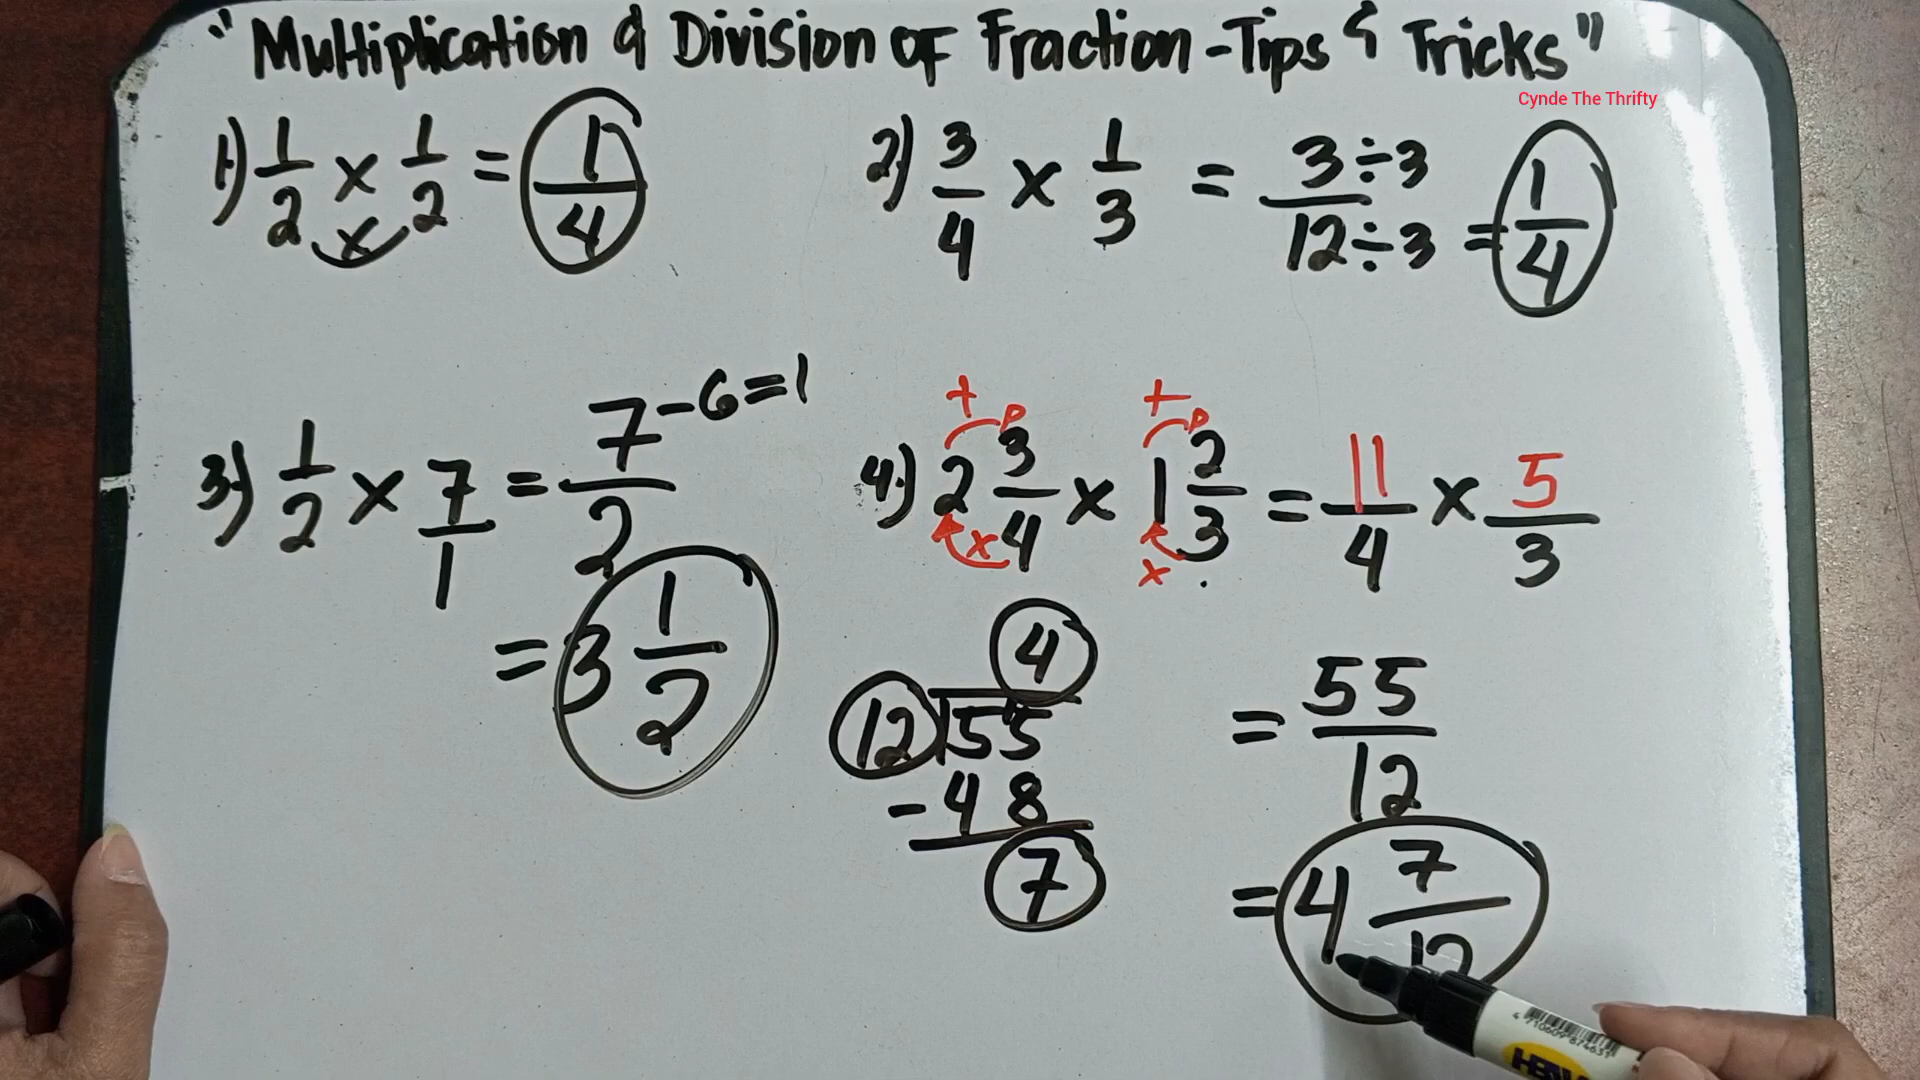 "Multiplication & Division of Fraction - Tips & Tricks"
Cynde The Thrifty
1.) 1/2 x 1/2 = 1/4
x
2.) 3/4 x 1/3 = 3÷3/12÷3 = 1/4
3.) 1/2 x 7/1 = 7/2
7-6=1
= 3 1/2
4.) 2 3/4 x 1 2/3 = 11/4 x 5/3
+ +
x x
4
12 55
-48
7
= 55/12
= 4 7/12
4710609874631